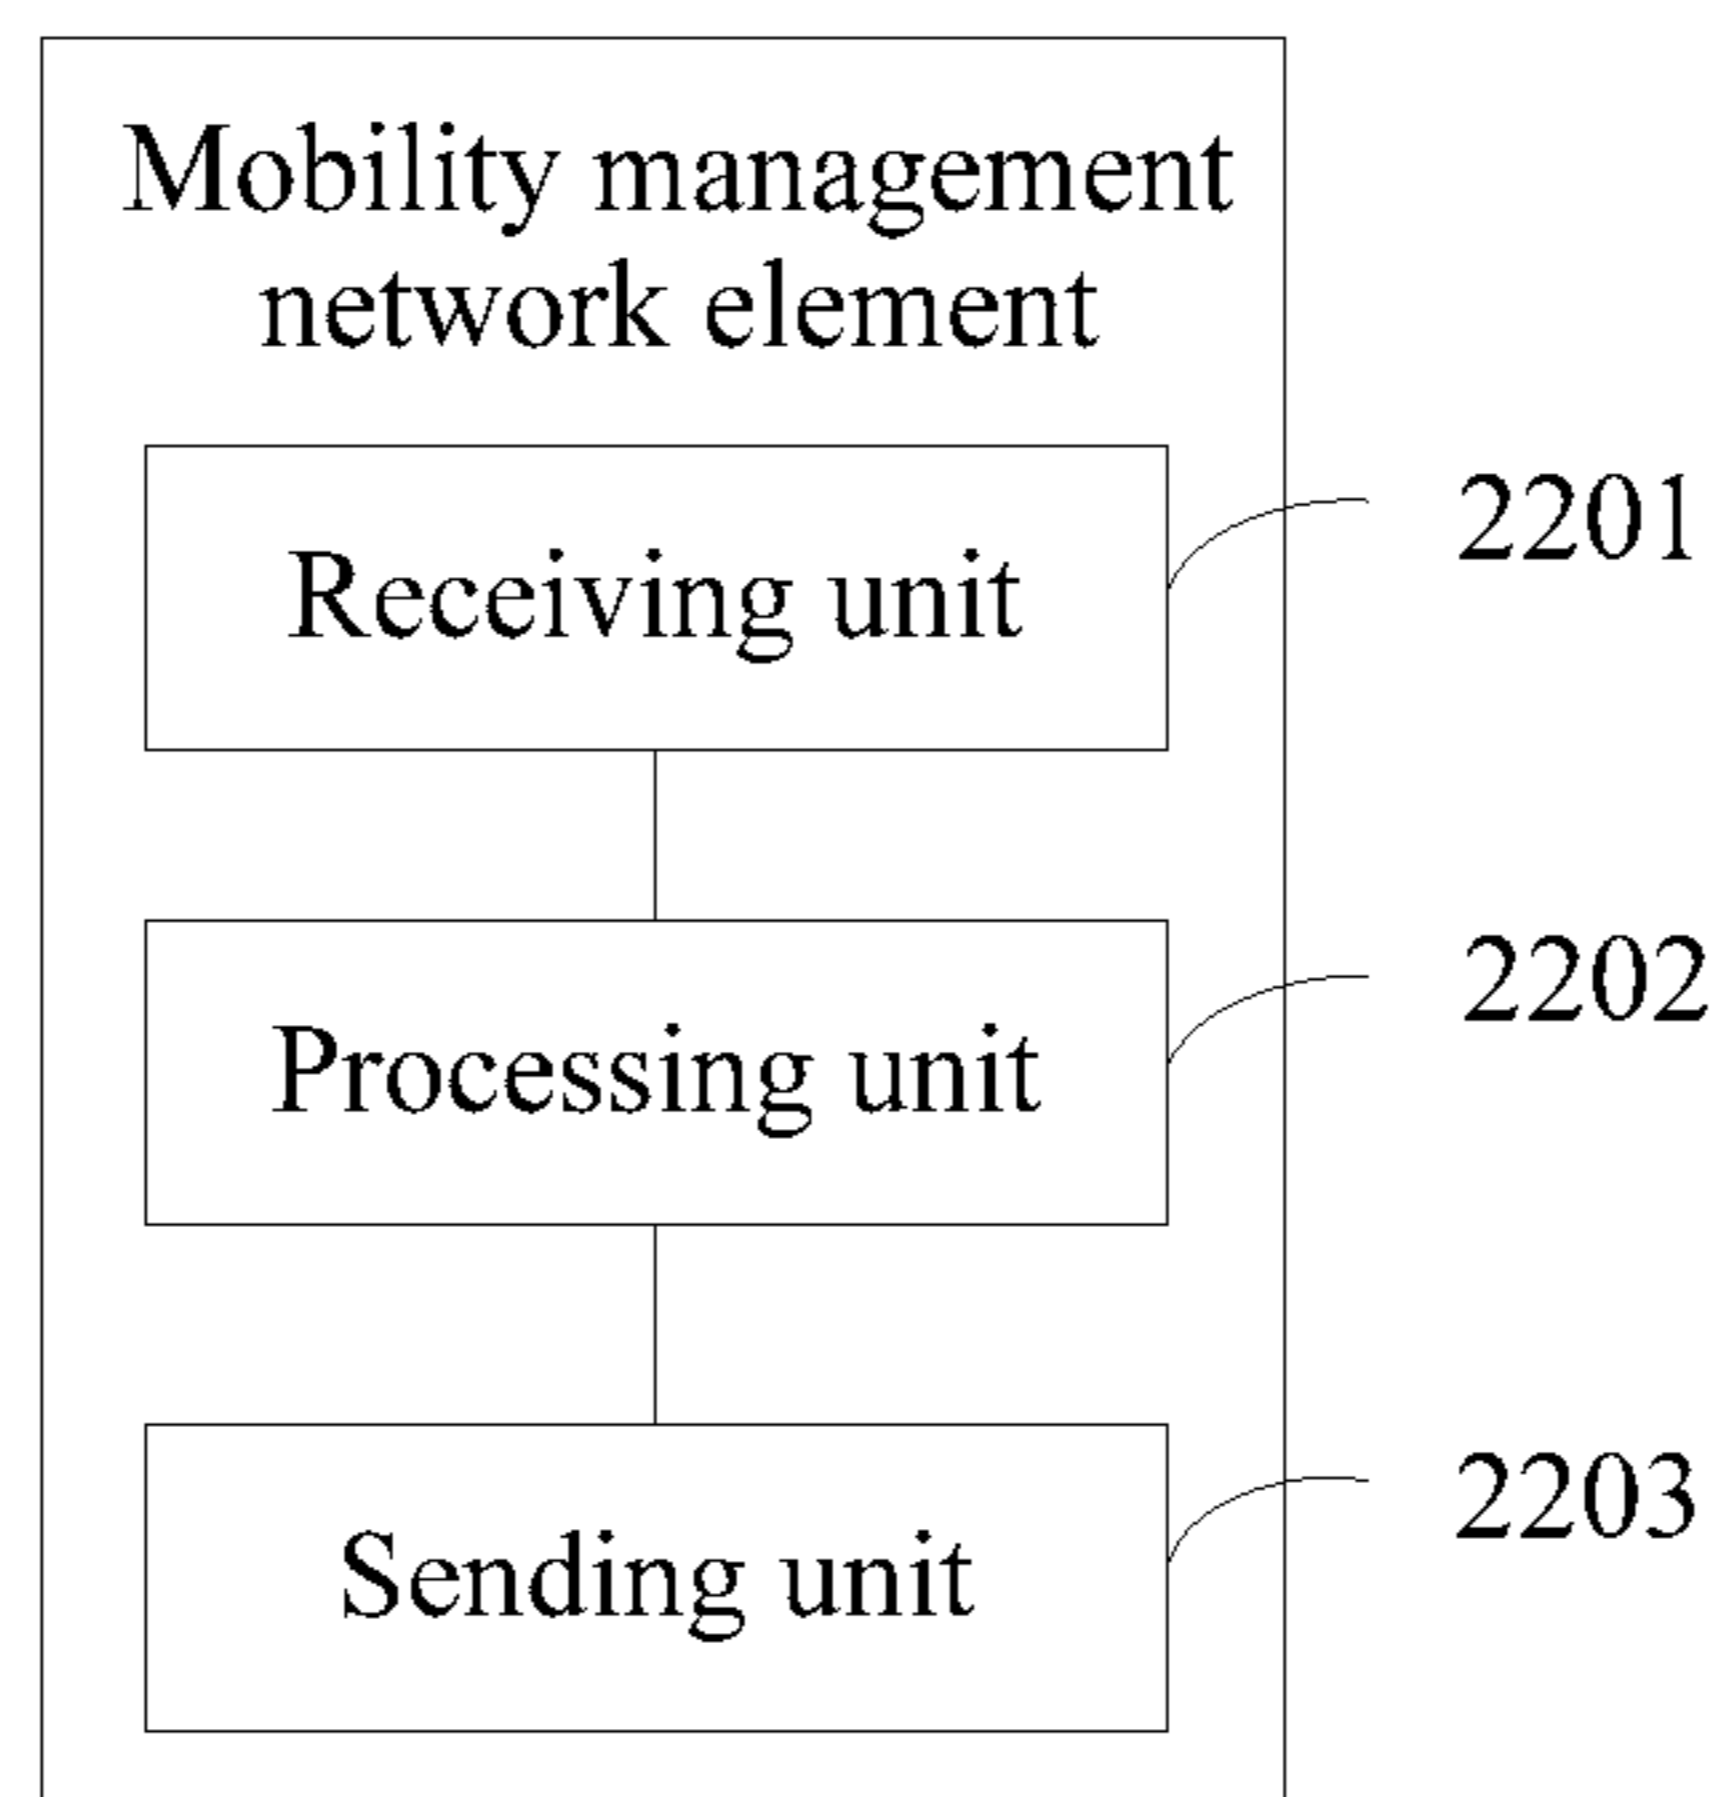 Mobility management
network element
Receiving unit
2201
Processing unit
2202
Sending unit
2203